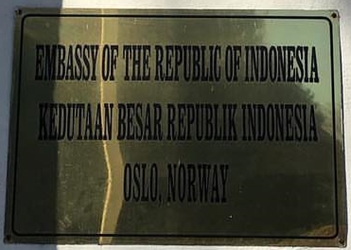 EMBASSY OF THE REPUBLIC OF INDONESIA
KEDUTAAN BESAR REPUBLIK INDONESIA
OSLO, NORWAY